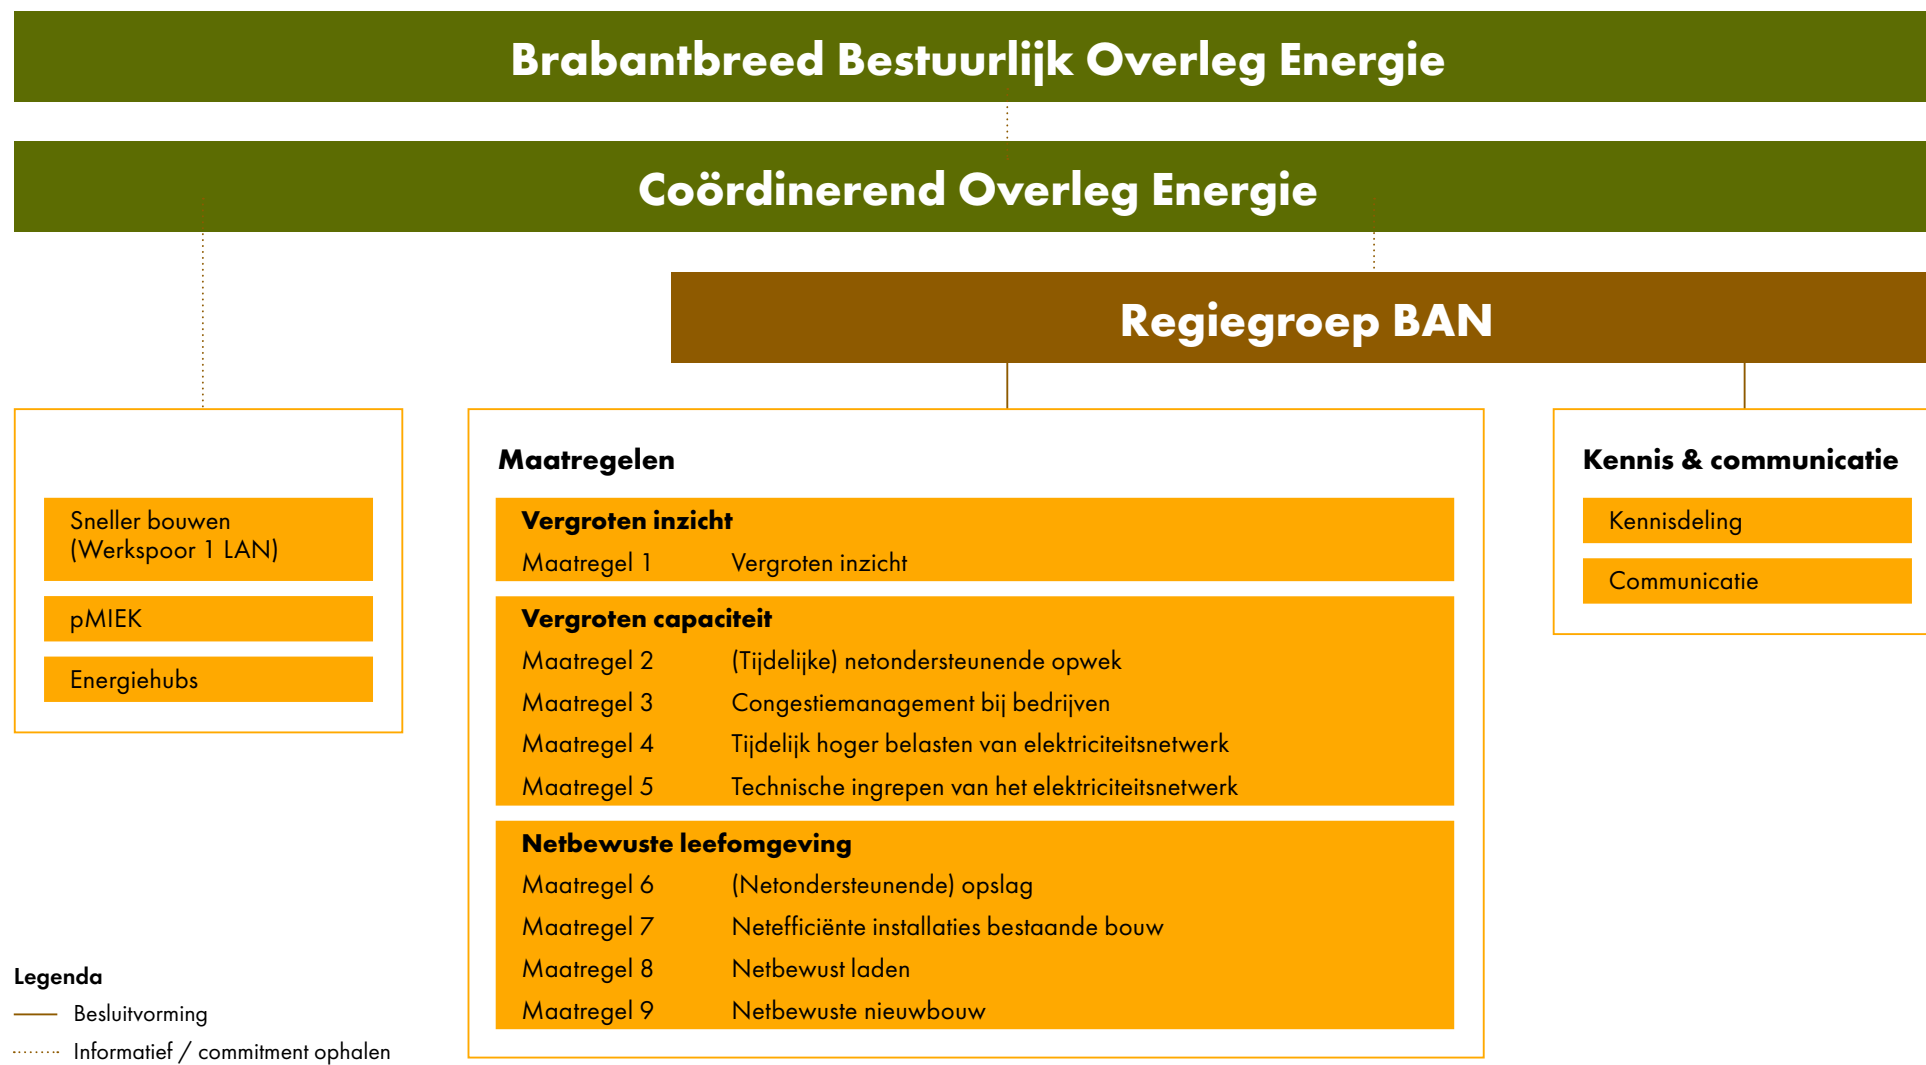 Brabantbreed Bestuurlijk Overleg Energie
Coördinerend Overleg Energie
Regiegroep BAN
Sneller bouwen
(Werkspoor 1 LAN)
pMIEK
Energiehubs
Maatregelen
Vergroten inzicht
Maatregel 1 Vergroten inzicht
Vergroten capaciteit
Maatregel 2 (Tijdelijke) netondersteunende opwek
Maatregel 3 Congestiemanagement bij bedrijven
Maatregel 4 Tijdelijk hoger belasten van elektriciteitsnetwerk
Maatregel 5 Technische ingrepen van het elektriciteitsnetwerk
Netbewuste leefomgeving
Maatregel 6 (Netondersteunende) opslag
Maatregel 7 Netefficiënte installaties bestaande bouw
Maatregel 8 Netbewust laden
Maatregel 9 Netbewuste nieuwbouw
Kennis & communicatie
Kennisdeling
Communicatie
Legenda
Besluitvorming
Informatief / commitment ophalen